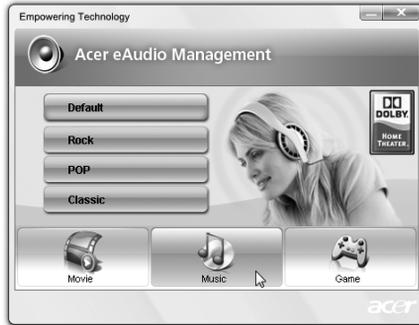 Empowering Technology
Acer eAudio Management
Default
Rock
POP
Classic
DOLBY
HOME
THEATER
Movie
Music
Game
acer